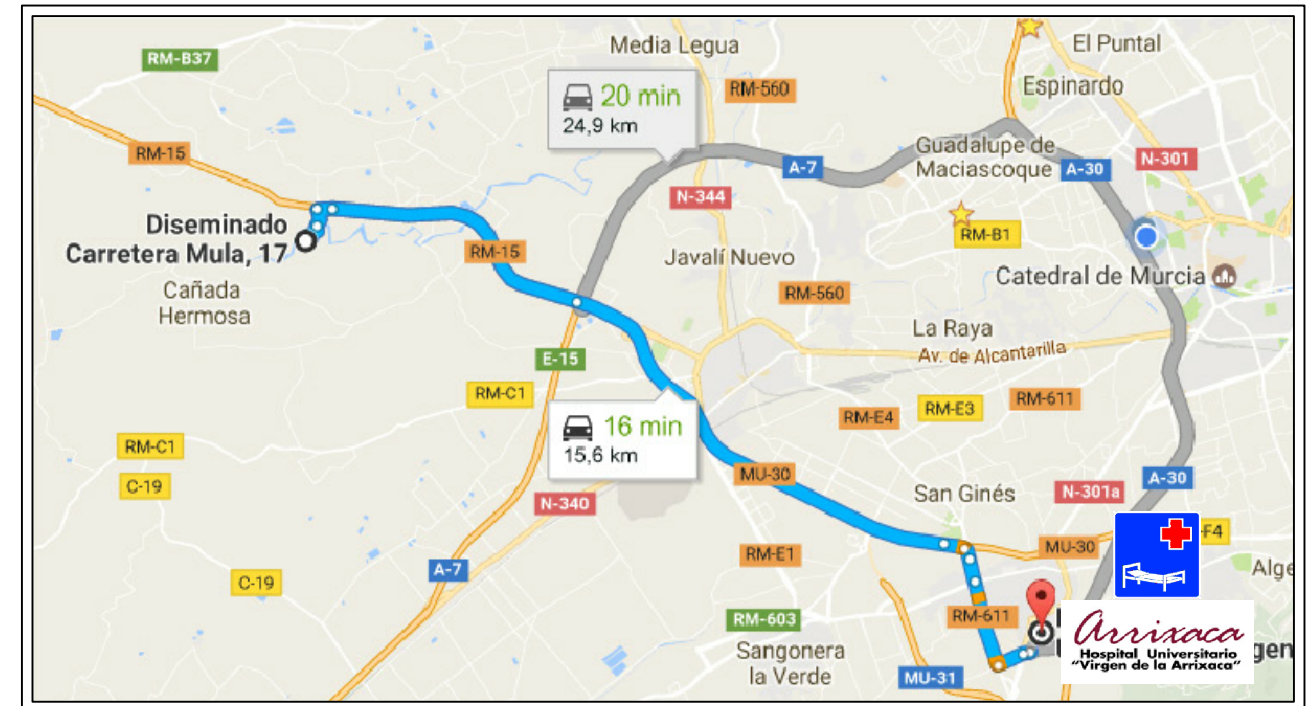 Media Legua
El Puntal
RM-B37
Espinardo
20 min
24,9 km
RM-560
Guadalupe de
Maciascoque
A-30
N-301
RM-15
A-7
N-344
Diseminado
Carretera Mula, 17
RM-B1
RM-15
Javalí Nuevo
Catedral de Murcia
Cañada
Hermosa
RM-560
La Raya
Av. de Alcantarilla
E-15
RM-C1
RM-E4
RM-E3
RM-611
16 min
15,6 km
RM-C1
C-19
MU-30
San Ginés
N-301a
A-30
N-340
F4
MU-30
RM-E1
Alge
A-7
C-19
RM-603
RM-611
Arrixaca
Hospital Universitario
"Virgen de la Arrixaca"
gen
Sangonera
la Verde
MU-31